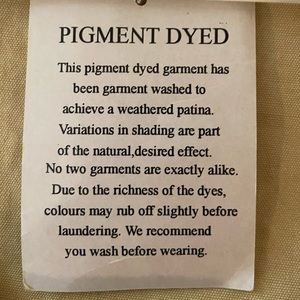 PIGMENT DYED
This pigment dyed garment has
been garment washed to
achieve a weathered patina.
Variations in shading are part
of the natural,desired effect.
No two garments are exactly alike.
Due to the richness of the dyes,
colours may rub off slightly before
laundering. We recommend
you wash before wearing.